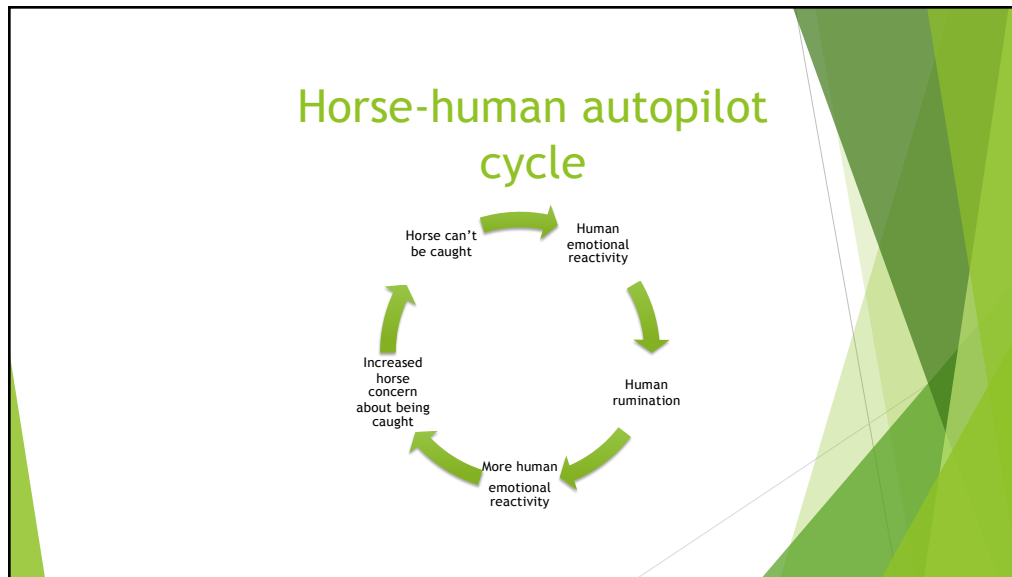 Horse-human autopilot
cycle
Horse can’t
be caught
Human
emotional
reactivity
Human
rumination
More human
emotional
reactivity
Increased
horse
concern
about being
caught